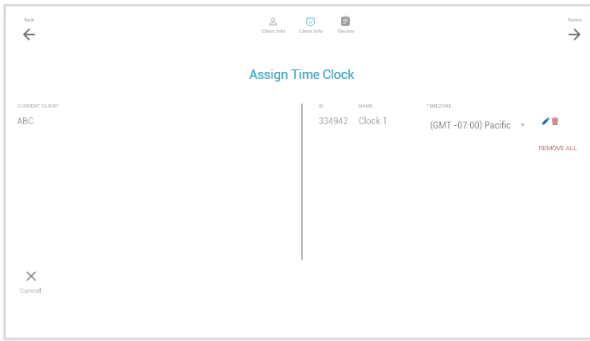 Back
Client Info
Client Info
Review
Review
Assign Time Clock
CURRENT CLIENT
ABC
ID
NAME
TIMEZONE
334942
Clock 1
(GMT -07:00) Pacific
REMOVE ALL
Cancel